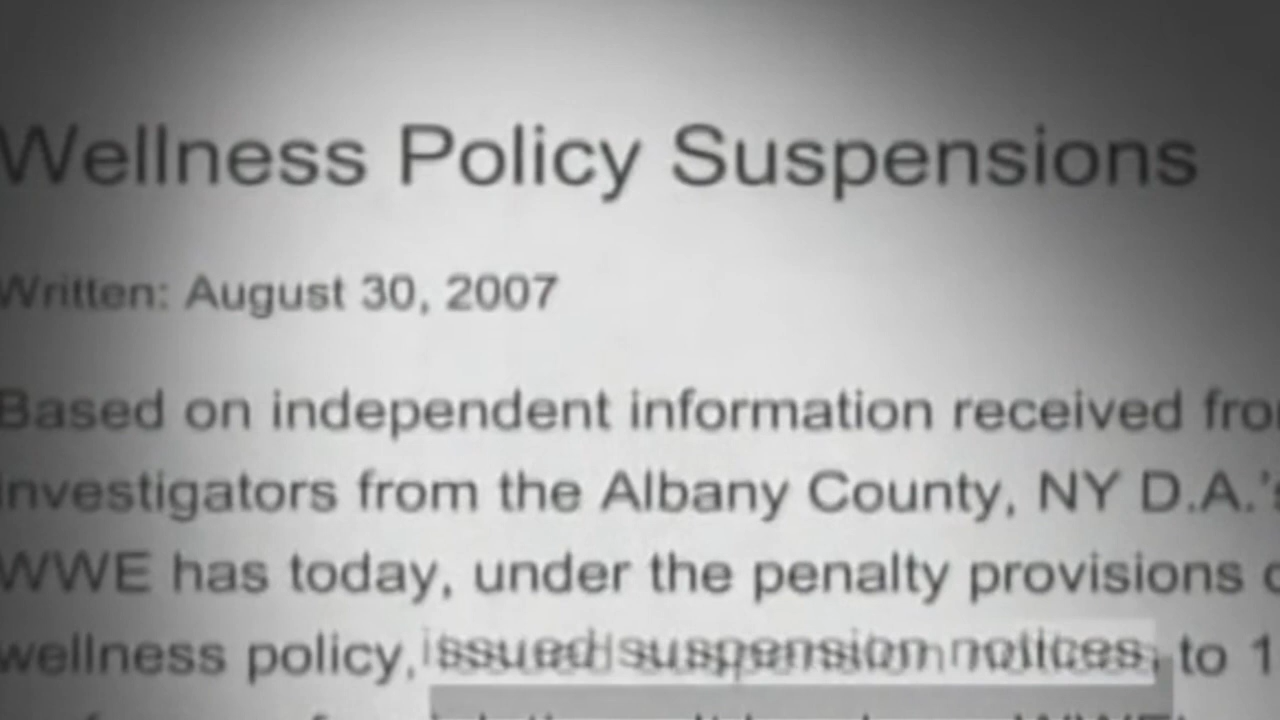 Wellness Policy Suspensions
Written: August 30, 2007
Based on independent information received fro
investigators from the Albany County, NY D.A.'s
WWE has today, under the penalty provisions o
wellness policy, issued suspension notices, to 1